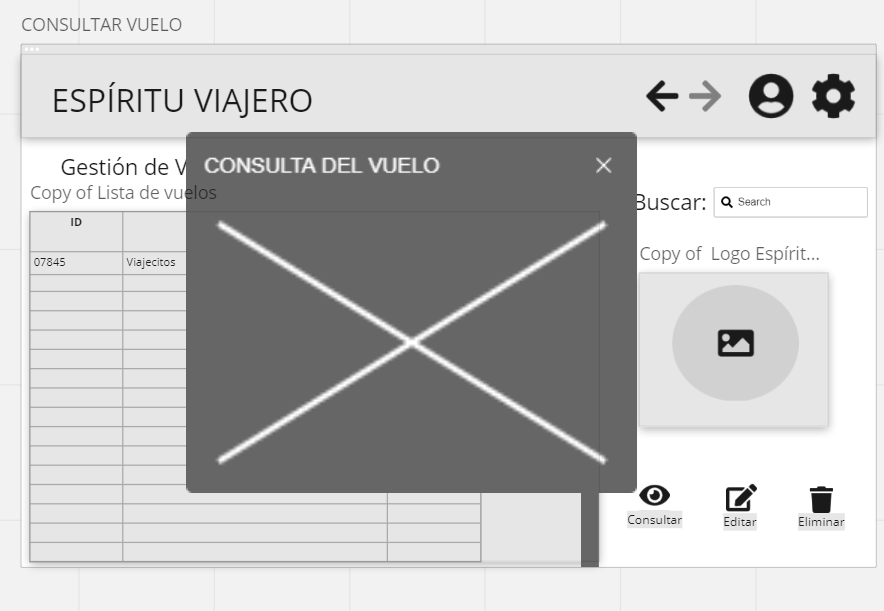 CONSULTAR VUELO
ESPÍRITU VIAJERO
Gestión de V
Copy of Lista de vuelos
CONSULTA DEL VUELO
Buscar:
Search
ID
07845
Viajecitos
Copy of Logo Espírit...
Consultar
Editar
Eliminar